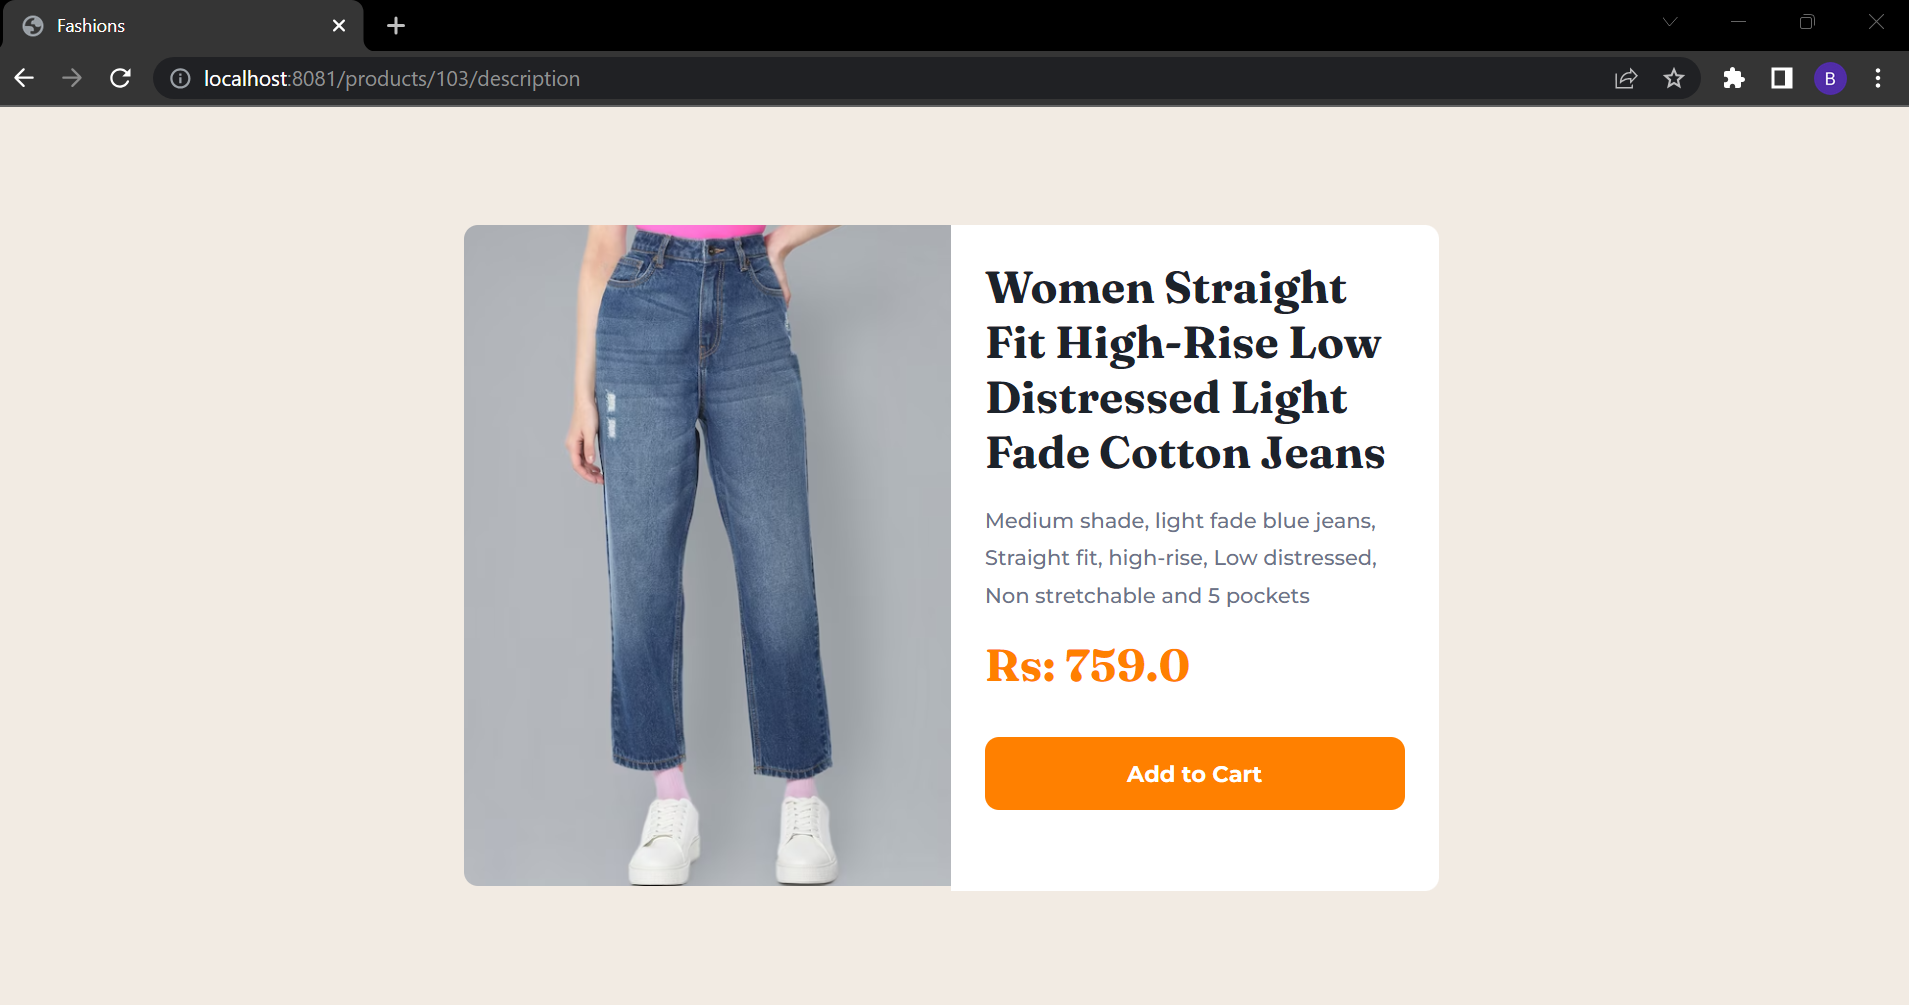 Fashions
localhost:8081/products/103/description
B
Women Straight
Fit High-Rise Low
Distressed Light
Fade Cotton Jeans
Medium shade, light fade blue jeans,
Straight fit, high-rise, Low distressed,
Non stretchable and 5 pockets
Rs: 759.0
Add to Cart